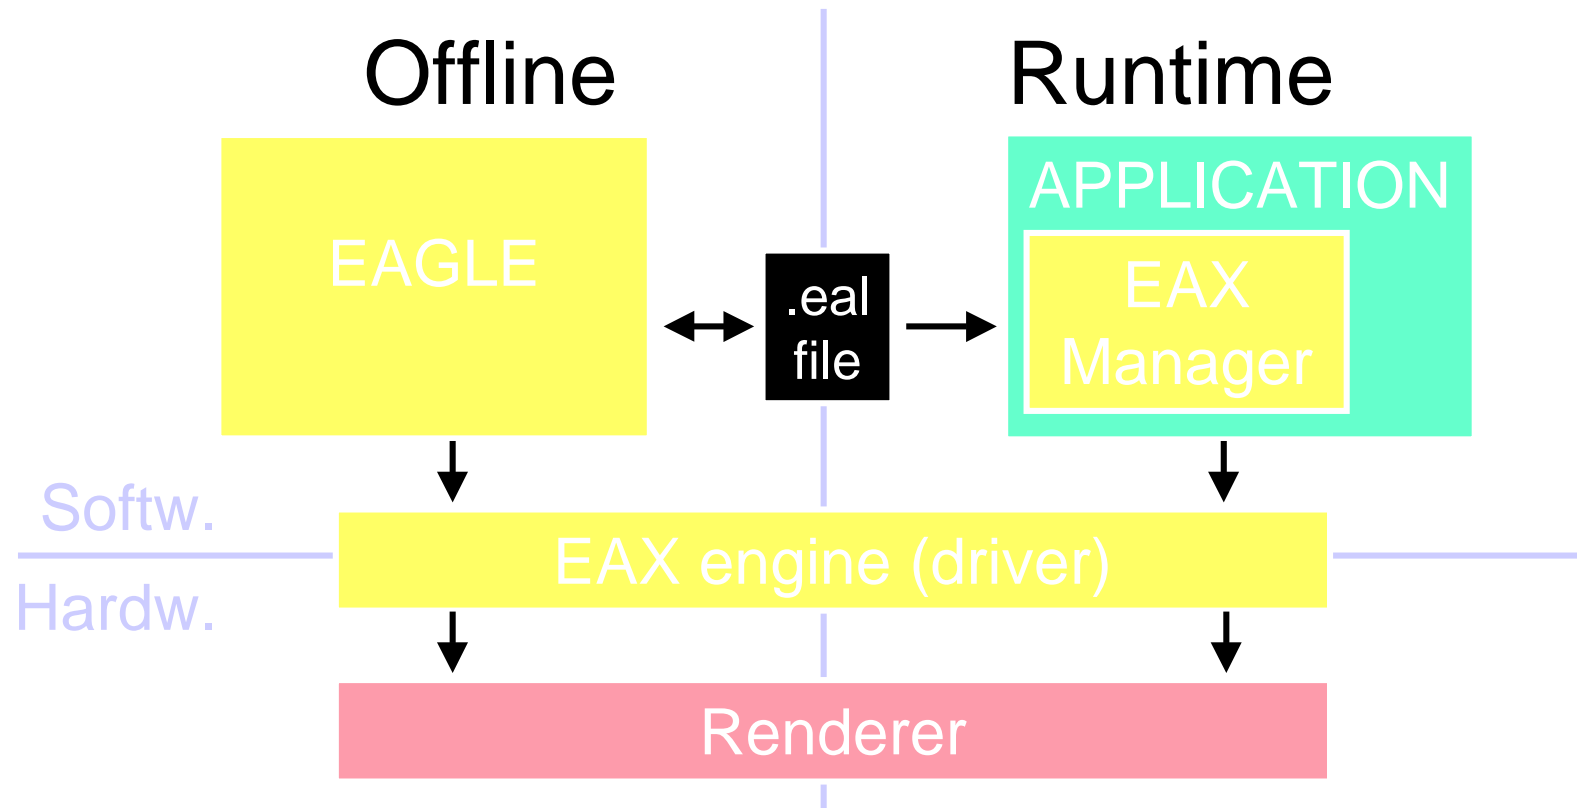 Offline
Runtime
EAGLE
.eal
file
APPLICATION
EAX
Manager
Softw.
Hardw.
EAX engine (driver)
Renderer